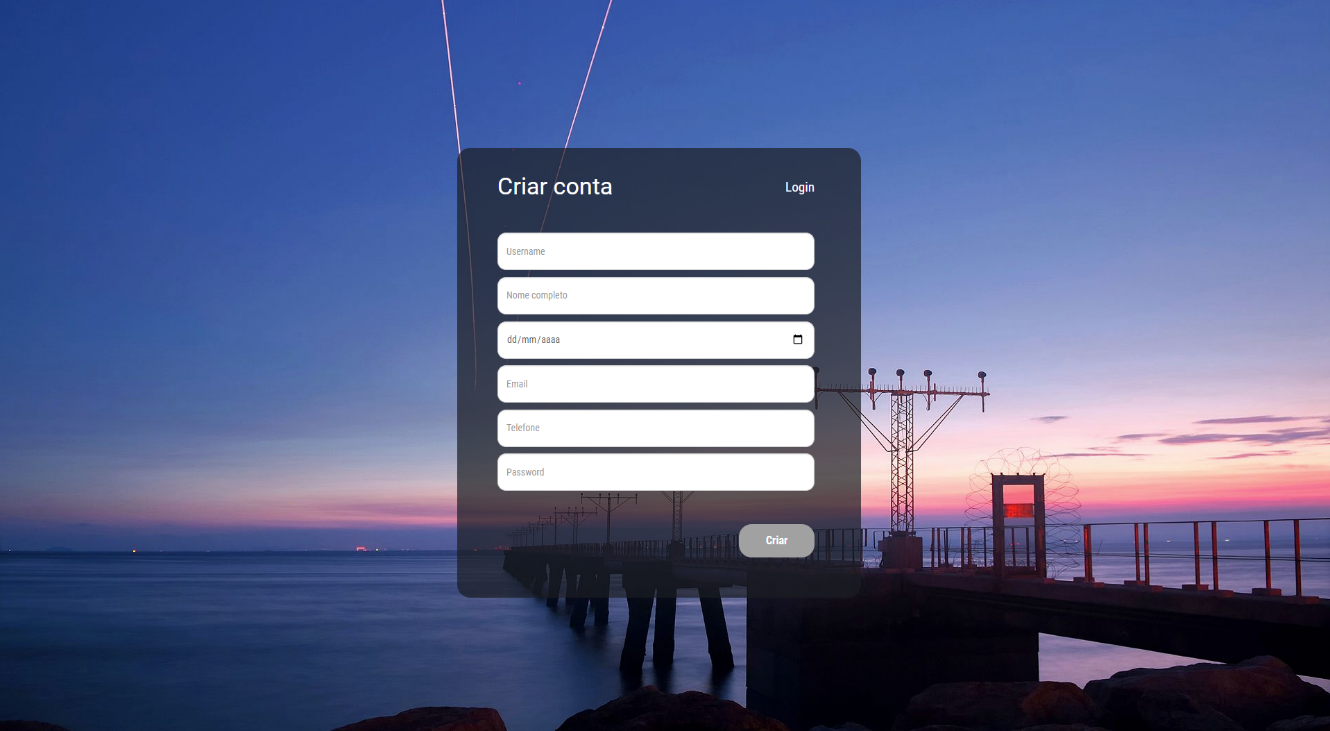 Criar conta
Login
Username
Nome completo
dd/mm/aaaa
Email
Telefone
Password
Criar